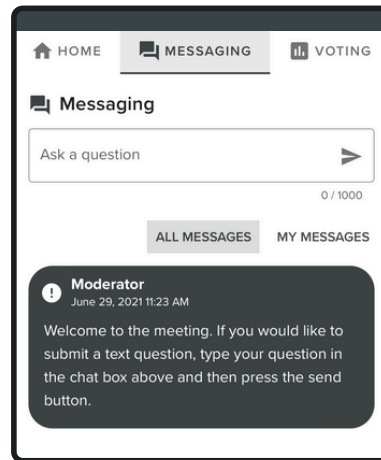 HOME MESSAGING VOTING
Messaging
Ask a question
0 / 1000
ALL MESSAGES MY MESSAGES
Moderator
June 29, 2021 11:23 AM
Welcome to the meeting. If you would like to
submit a text question, type your question in
the chat box above and then press the send
button.